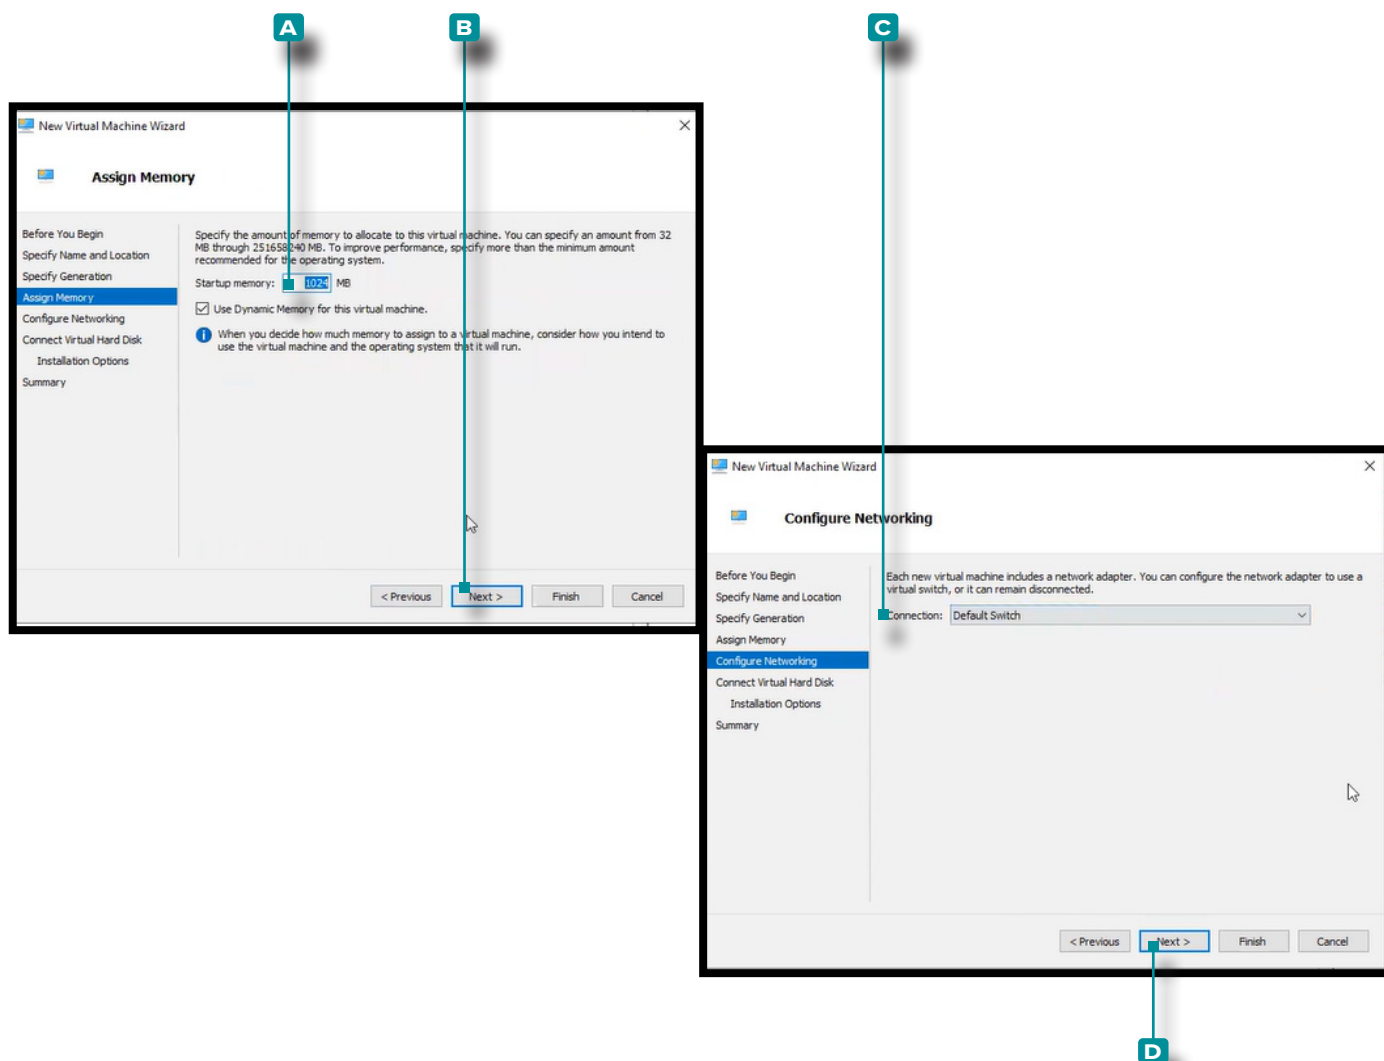 A B C
New Virtual Machine Wizard
Assign Memory
Before You Begin
Specify Name and Location
Specify Generation
Assign Memory
Configure Networking
Connect Virtual Hard Disk
Installation Options
Summary
Specify the amount of memory to allocate to this virtual machine. You can specify an amount from 32
MB through 251658240 MB. To improve performance, specify more than the minimum amount
recommended for the operating system.
Startup memory: 1024 MB
Use Dynamic Memory for this virtual machine.
When you decide how much memory to assign to a virtual machine, consider how you intend to
use the virtual machine and the operating system that it will run.
< Previous Next > Finish Cancel
New Virtual Machine Wizard
Configure Networking
Before You Begin
Specify Name and Location
Specify Generation
Assign Memory
Configure Networking
Connect Virtual Hard Disk
Installation Options
Summary
Each new virtual machine includes a network adapter. You can configure the network adapter to use a
virtual switch, or it can remain disconnected.
Connection: Default Switch
< Previous Next > Finish Cancel
D